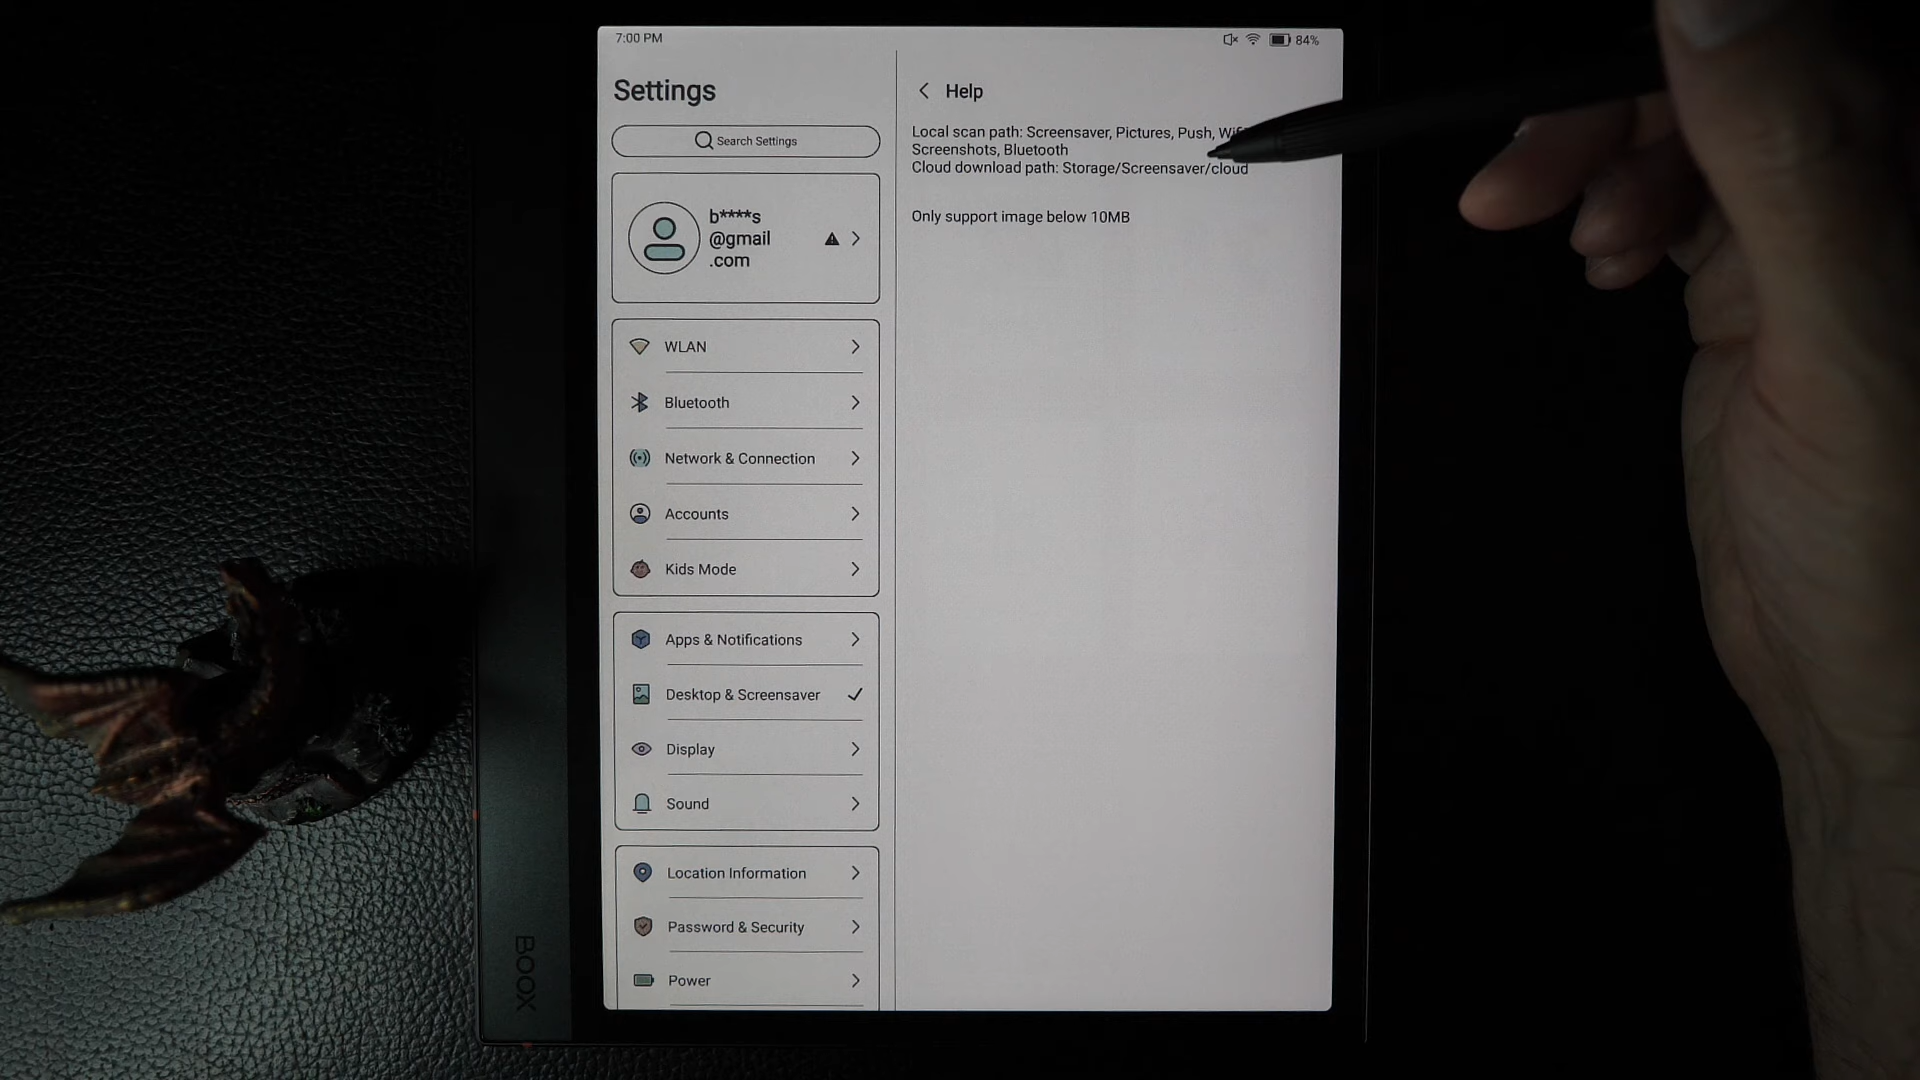 7:00 PM
84%
Settings
Search Settings
b****s
@gmail
.com
WLAN
Bluetooth
Network & Connection
Accounts
Kids Mode
Apps & Notifications
Desktop & Screensaver
Display
Sound
Location Information
Password & Security
Power
Help
Local scan path: Screensaver, Pictures, Push,
Screenshots, Bluetooth
Cloud download path: Storage/Screensaver/cloud
Only support image below 10MB
BOOX